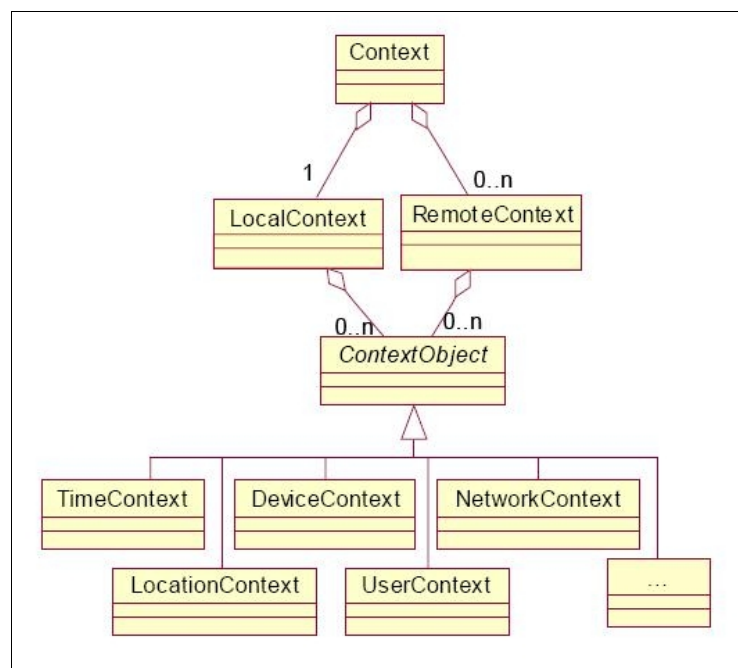 Context
1
0..n
LocalContext
RemoteContext
0..n
0..n
ContextObject
TimeContext
DeviceContext
NetworkContext
LocationContext
UserContext
...